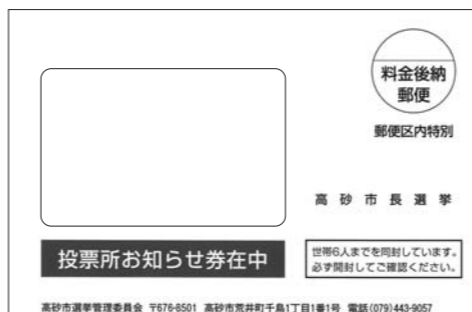 料金後納
郵便
郵便区内特別
高砂市長選挙
投票所お知らせ券在中
世帯6人までを同封しています。
必ず開封してご確認ください。
高砂市選挙管理委員会 〒676-8501 高砂市荒井町千鳥1丁目1番1号 電話(079)443-9057